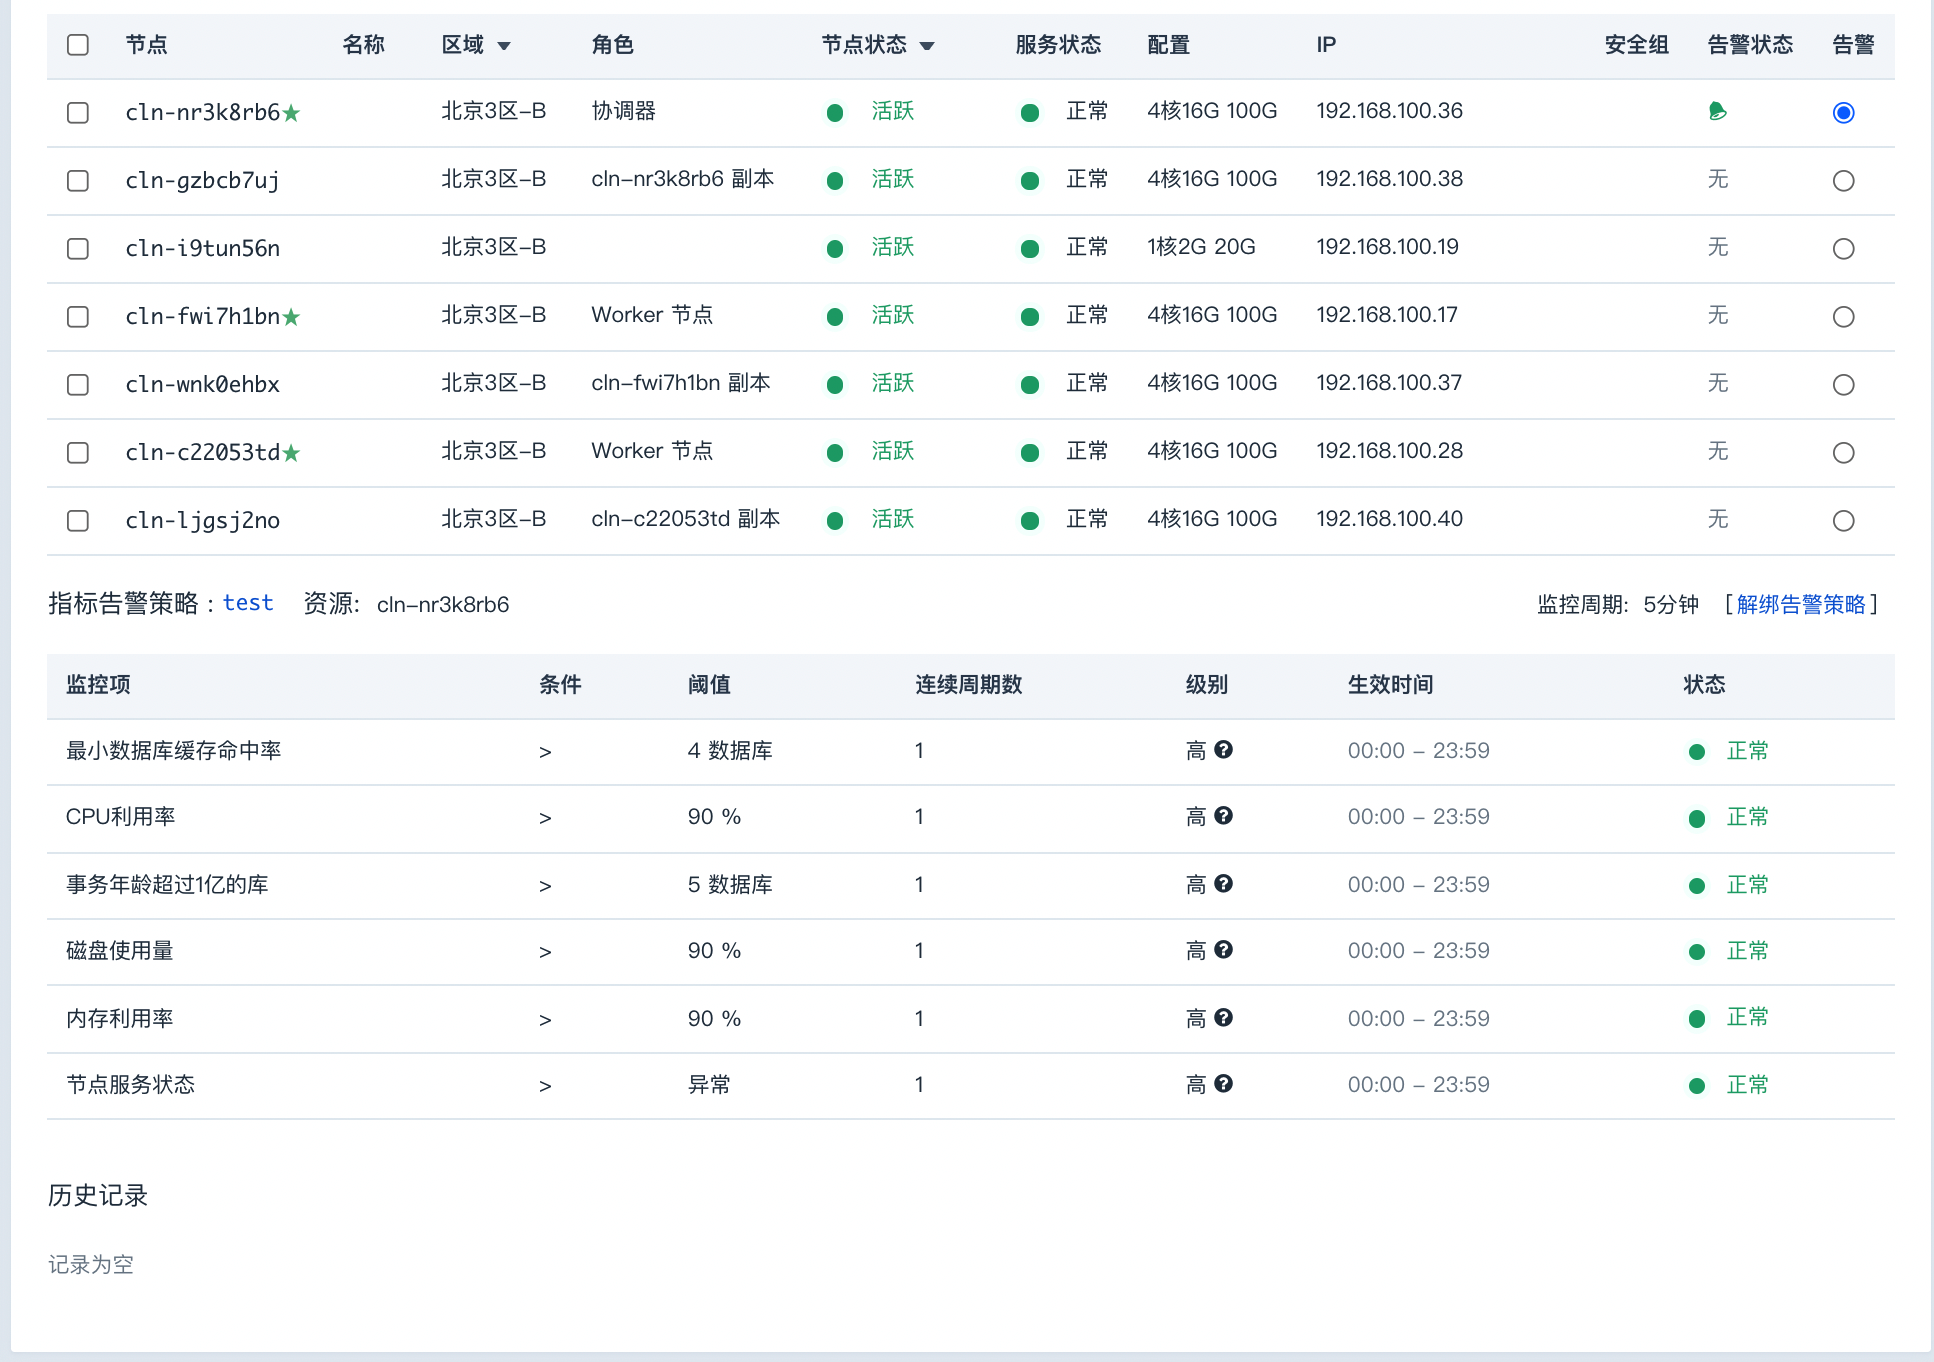 节点 名称 区域 角色 节点状态 服务状态 配置 IP 安全组 告警状态 告警
cln-nr3k8rb6★ 北京3区-B 协调器 活跃 正常 4核16G 100G 192.168.100.36
cln-gzbcb7uj 北京3区-B cln-nr3k8rb6 副本 活跃 正常 4核16G 100G 192.168.100.38 无
cln-i9tun56n 北京3区-B 活跃 正常 1核2G 20G 192.168.100.19 无
cln-fwi7h1bn★ 北京3区-B Worker 节点 活跃 正常 4核16G 100G 192.168.100.17 无
cln-wnk0ehbx 北京3区-B cln-fwi7h1bn 副本 活跃 正常 4核16G 100G 192.168.100.37 无
cln-c22053td★ 北京3区-B Worker 节点 活跃 正常 4核16G 100G 192.168.100.28 无
cln-ljgsj2no 北京3区-B cln-c22053td 副本 活跃 正常 4核16G 100G 192.168.100.40 无
指标告警策略 : test 资源: cln-nr3k8rb6 监控周期: 5分钟 [解绑告警策略]
监控项 条件 阈值 连续周期数 级别 生效时间 状态
最小数据库缓存命中率 > 4 数据库 1 高 00:00 - 23:59 正常
CPU利用率 > 90 % 1 高 00:00 - 23:59 正常
事务年龄超过1亿的库 > 5 数据库 1 高 00:00 - 23:59 正常
磁盘使用量 > 90 % 1 高 00:00 - 23:59 正常
内存利用率 > 90 % 1 高 00:00 - 23:59 正常
节点服务状态 > 异常 1 高 00:00 - 23:59 正常
历史记录
记录为空